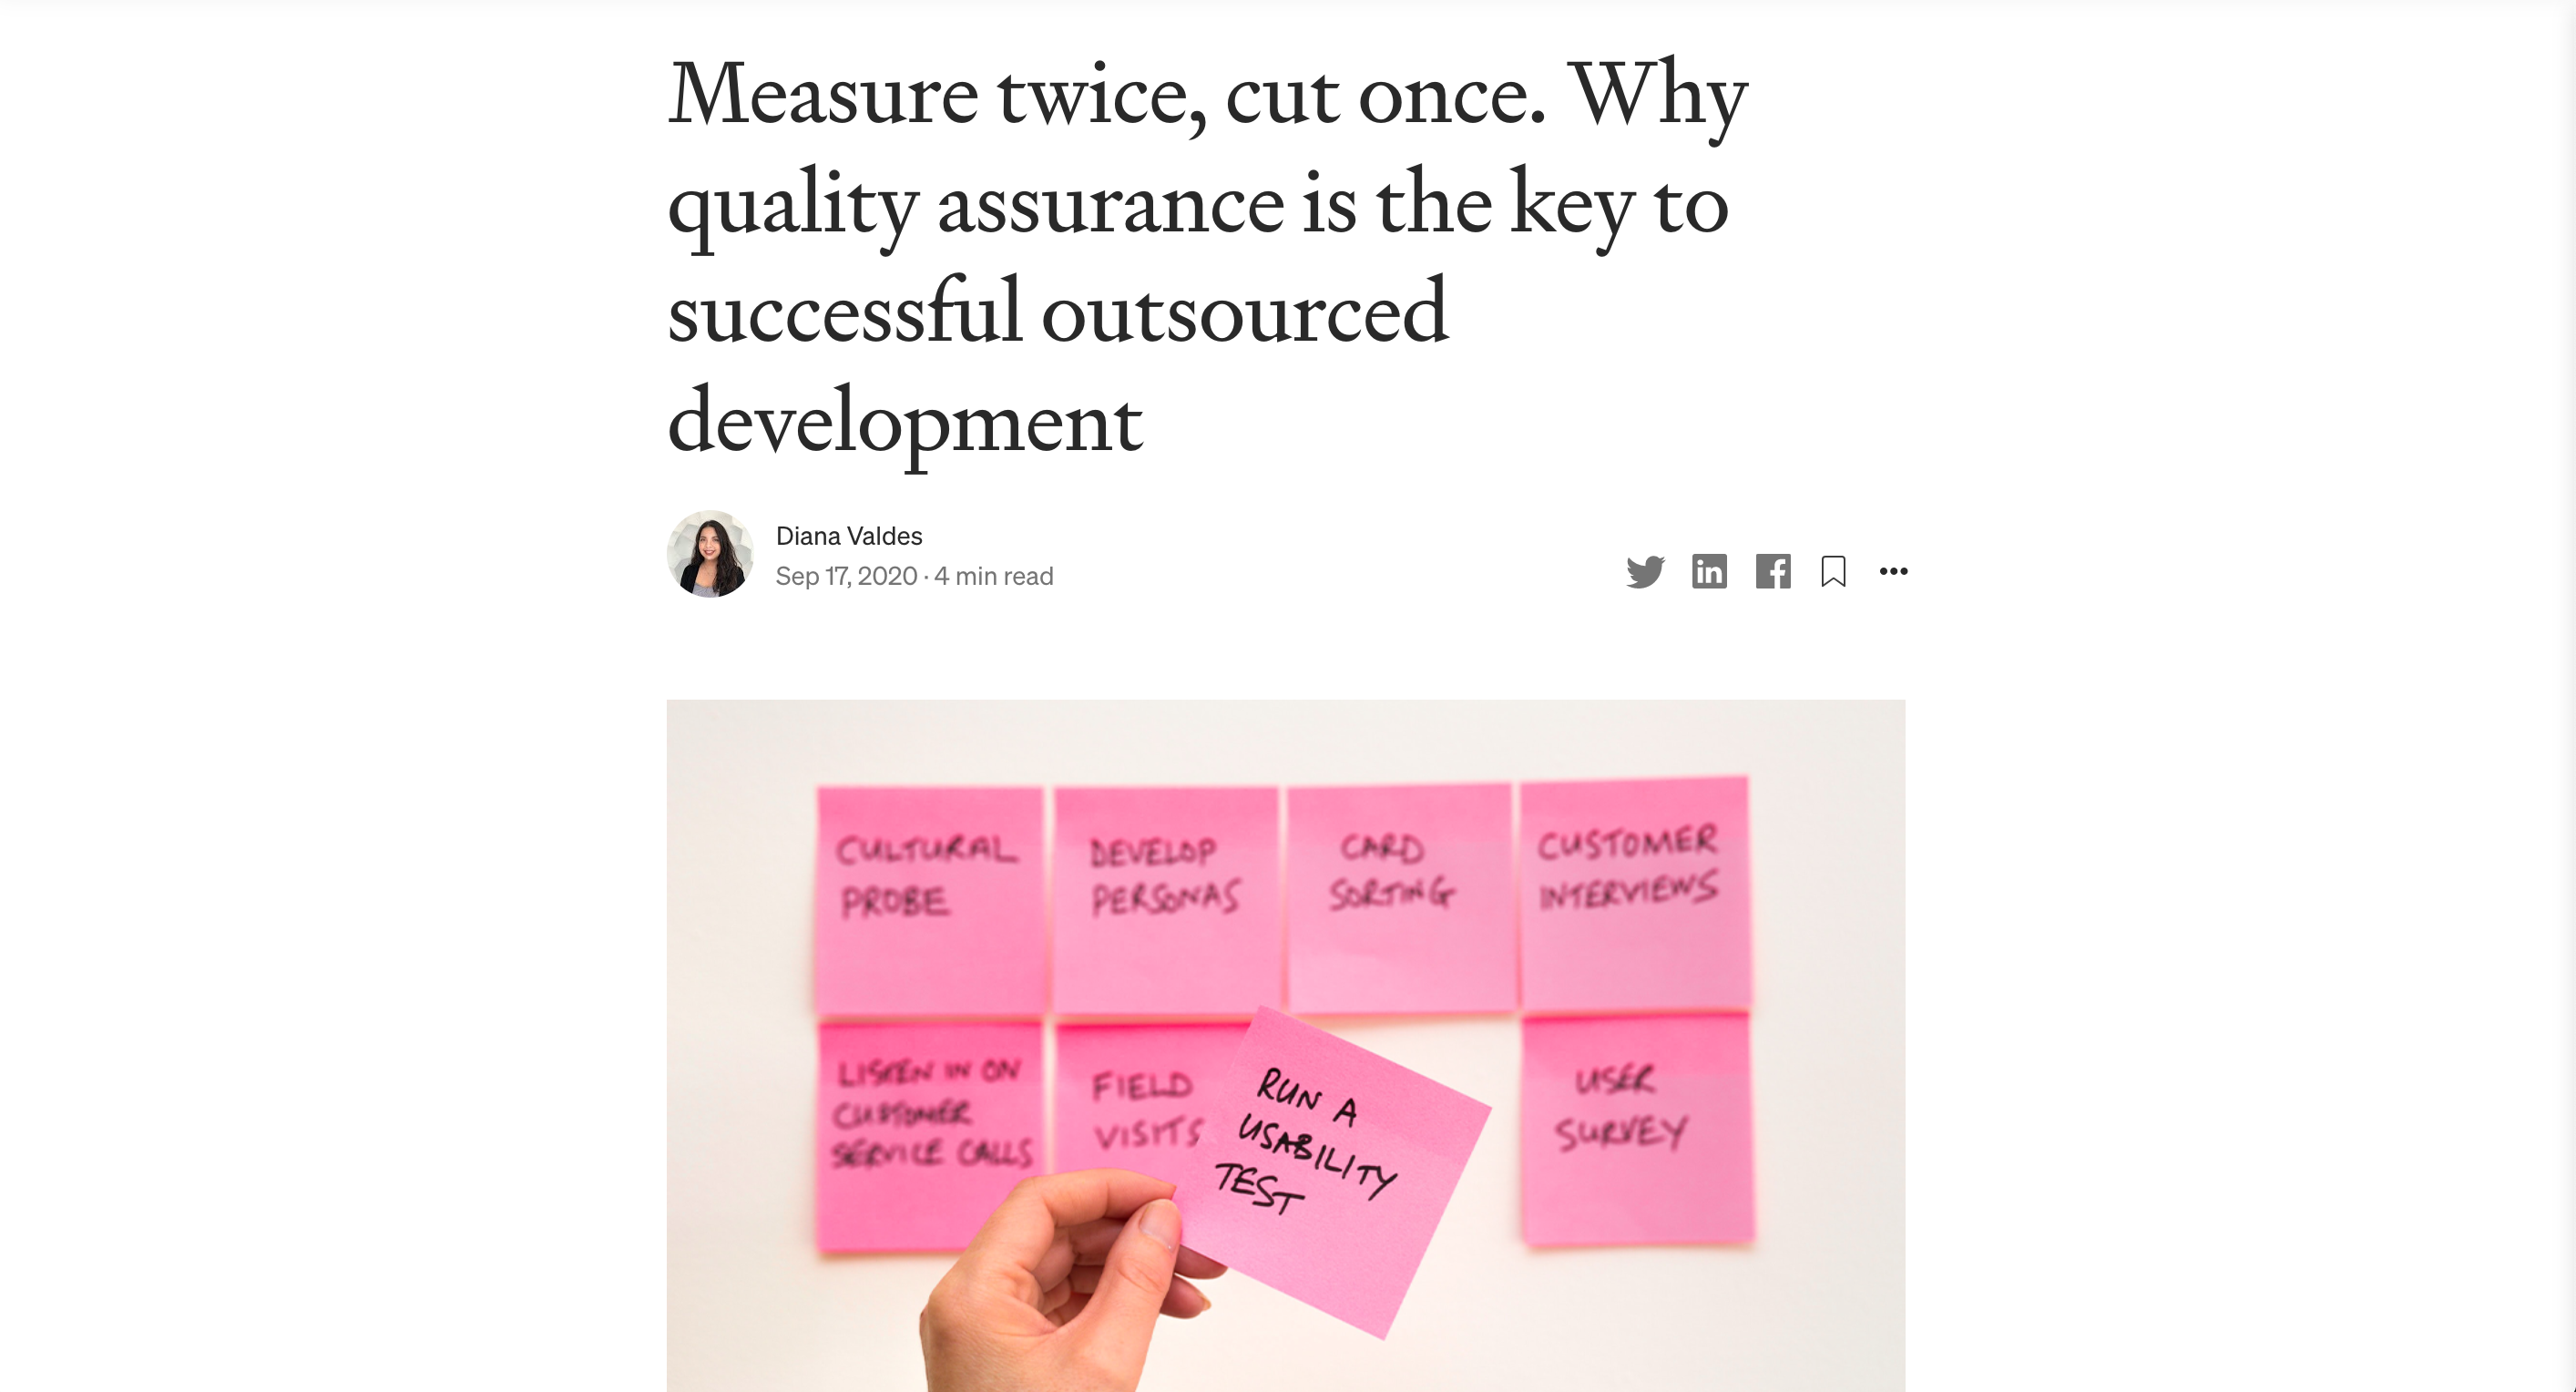 Measure twice, cut once. Why
quality assurance is the key to
successful outsourced
development
Diana Valdes
Sep 17, 2020 · 4 min read
CULTURAL
PROBE
DEVELOP
PERSONAS
CARD
SORTING
CUSTOMER
INTERVIEWS
LISTEN IN ON
CUSTOMER
SERVICE CALLS
FIELD
VISITS
RUN A
USABILITY
TEST
USER
SURVEY